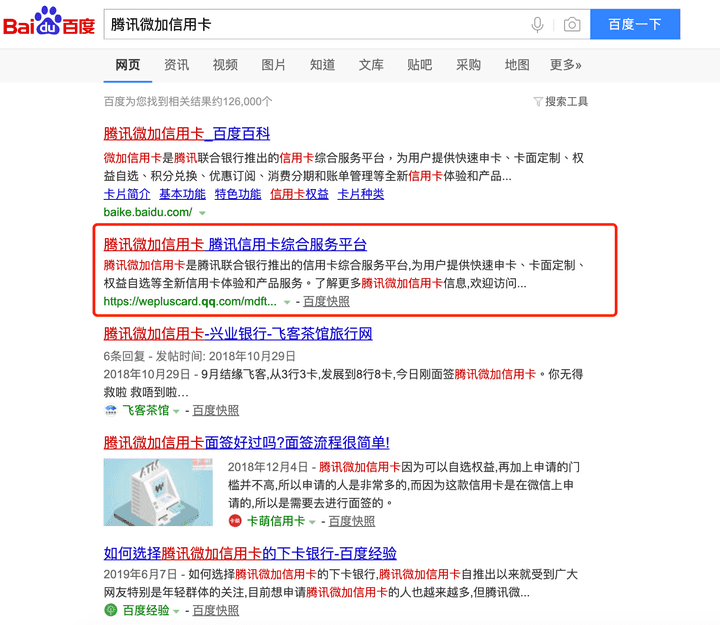 Bai du 百度 腾讯微加信用卡 百度一下
网页 资讯 视频 图片 知道 文库 贴吧 采购 地图 更多»
百度为您找到相关结果约126,000个 搜索工具
腾讯微加信用卡_百度百科
微加信用卡是腾讯联合银行推出的信用卡综合服务平台，为用户提供快速申卡、卡面定制、权
益自选、积分兑换、优惠订阅、消费分期和账单管理等全新信用卡体验和产品...
卡片简介 基本功能 特色功能 信用卡权益 卡片种类
baike.baidu.com/
腾讯微加信用卡 腾讯信用卡综合服务平台
腾讯微加信用卡是腾讯联合银行推出的信用卡综合服务平台,为用户提供快速申卡、卡面定制、
权益自选等全新信用卡体验和产品服务。了解更多腾讯微加信用卡信息,欢迎访问...
https://wepluscard.qq.com/mdft... - 百度快照
腾讯微加信用卡-兴业银行-飞客茶馆旅行网
6条回复 - 发帖时间: 2018年10月29日
2018年10月29日 - 9月结缘飞客,从3行3卡,发展到8行8卡,今日刚面签腾讯微加信用卡。你无得
救啦 救唔到啦...
飞客茶馆 - 百度快照
腾讯微加信用卡面签好过吗?面签流程很简单!
2018年12月4日 - 腾讯微加信用卡因为可以自选权益,再加上申请的门
槛并不高,所以申请的人是非常多的,而因为这款信用卡是在微信上申
请的,所以是需要去进行面签的。
卡萌信用卡 - 百度快照
如何选择腾讯微加信用卡的下卡银行-百度经验
2019年6月7日 - 如何选择腾讯微加信用卡的下卡银行,腾讯微加信用卡自推出以来就受到广大
网友特别是年轻群体的关注,目前想申请腾讯微加信用卡的人也越来越多,但腾讯微...
百度经验 - 百度快照